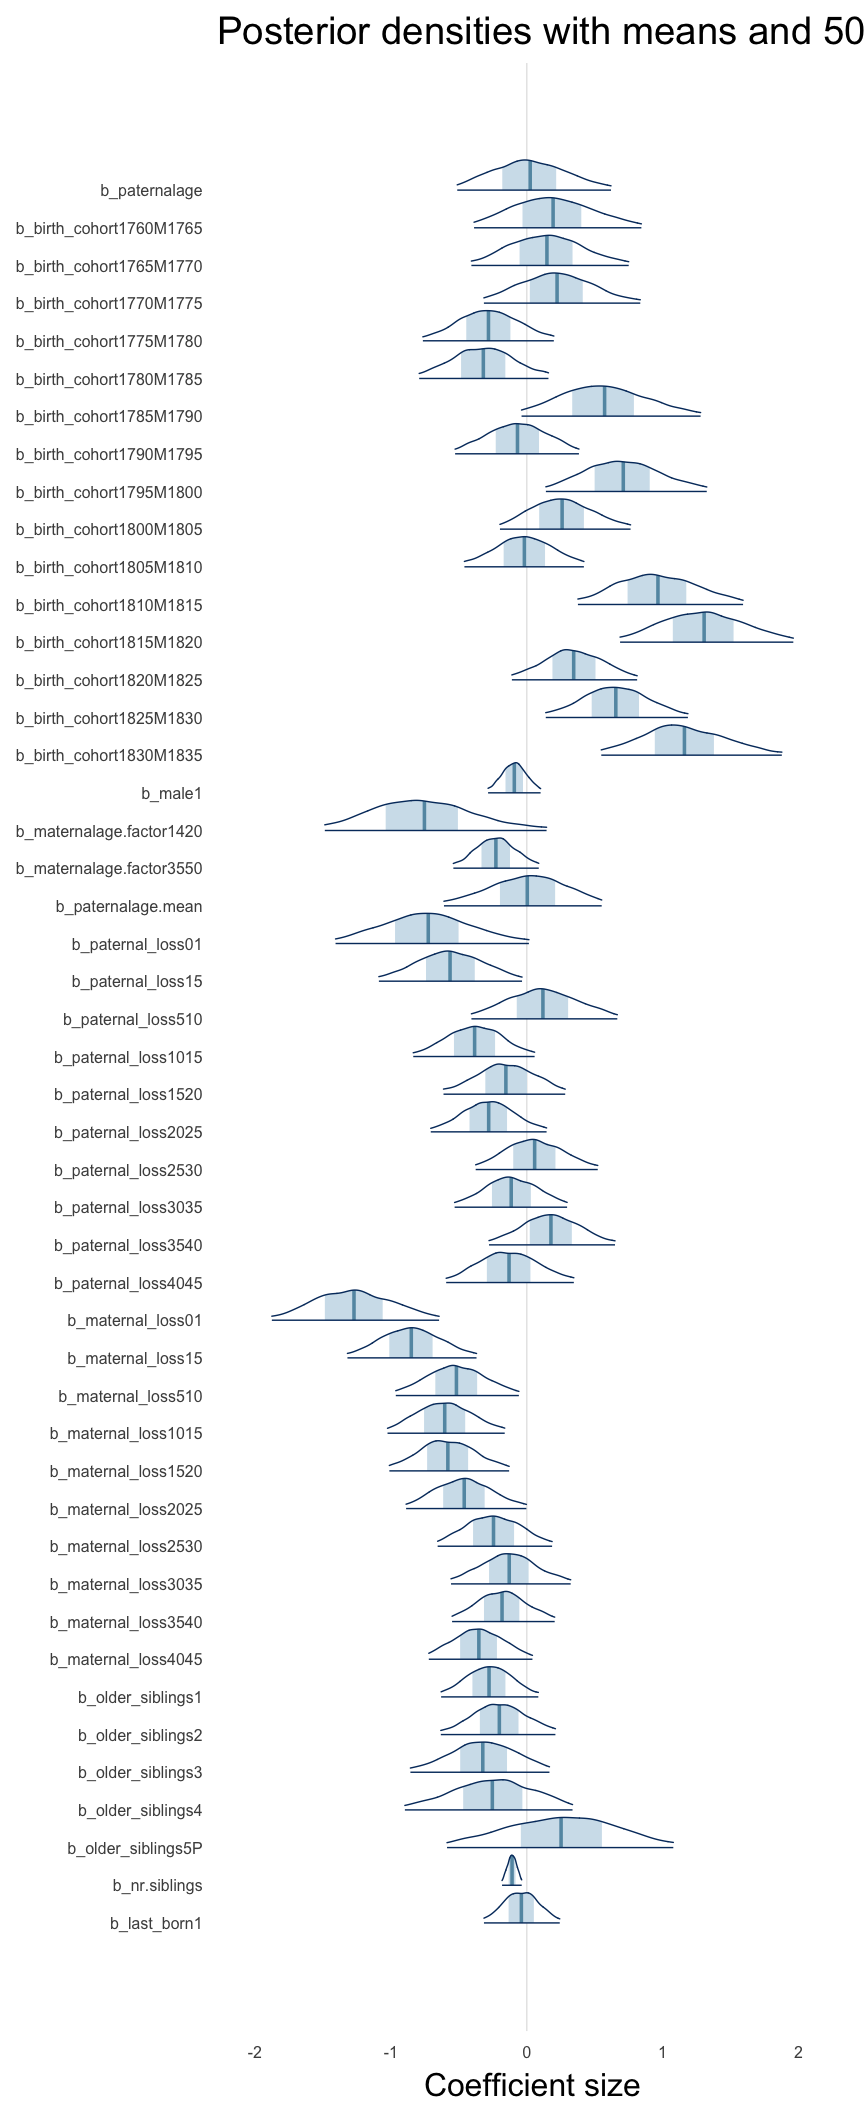 Posterior densities with means and 50
b_paternalage
b_birth_cohort1760M1765
b_birth_cohort1765M1770
b_birth_cohort1770M1775
b_birth_cohort1775M1780
b_birth_cohort1780M1785
b_birth_cohort1785M1790
b_birth_cohort1790M1795
b_birth_cohort1795M1800
b_birth_cohort1800M1805
b_birth_cohort1805M1810
b_birth_cohort1810M1815
b_birth_cohort1815M1820
b_birth_cohort1820M1825
b_birth_cohort1825M1830
b_birth_cohort1830M1835
b_male1
b_maternalage.factor1420
b_maternalage.factor3550
b_paternalage.mean
b_paternal_loss01
b_paternal_loss15
b_paternal_loss510
b_paternal_loss1015
b_paternal_loss1520
b_paternal_loss2025
b_paternal_loss2530
b_paternal_loss3035
b_paternal_loss3540
b_paternal_loss4045
b_maternal_loss01
b_maternal_loss15
b_maternal_loss510
b_maternal_loss1015
b_maternal_loss1520
b_maternal_loss2025
b_maternal_loss2530
b_maternal_loss3035
b_maternal_loss3540
b_maternal_loss4045
b_older_siblings1
b_older_siblings2
b_older_siblings3
b_older_siblings4
b_older_siblings5P
b_nr.siblings
b_last_born1
-2 -1 0 1 2
Coefficient size